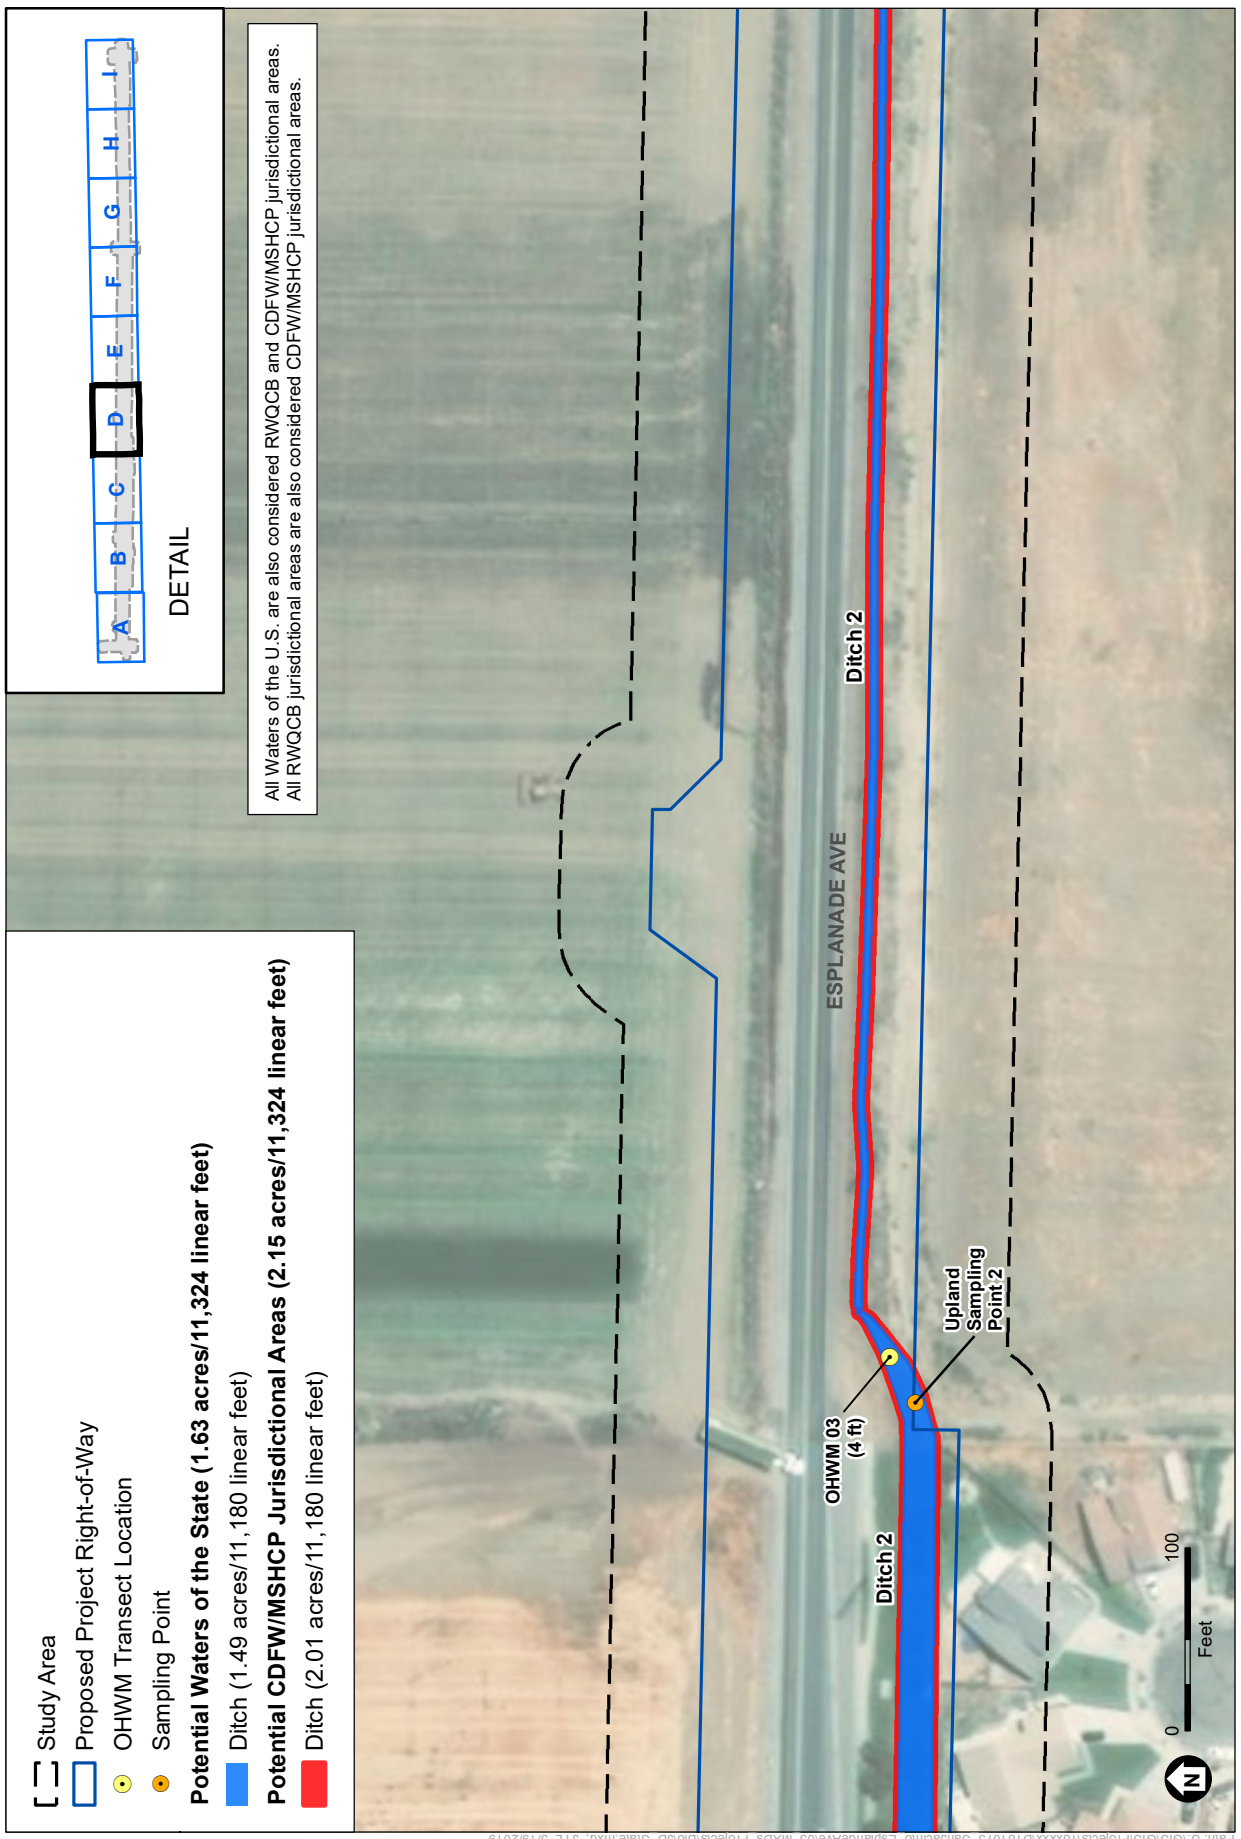 Study Area
Proposed Project Right-of-Way
OHWM Transect Location
Sampling Point
Potential Waters of the State (1.63 acres/11,324 linear feet)
Ditch (1.49 acres/11,180 linear feet)
Potential CDFW/MSHCP Jurisdictional Areas (2.15 acres/11,324 linear feet)
Ditch (2.01 acres/11,180 linear feet)
A
B
C
D
E
F
G
H
I
DETAIL
All Waters of the U.S. are also considered RWQCB and CDFW/MSHCP jurisdictional areas.
All RWQCB jurisdictional areas are also considered CDFW/MSHCP jurisdictional areas.
ESPLANADE AVE
Ditch 2
OHWM 03
(4 ft)
Ditch 2
Upland
Sampling
Point 2
0
100
Feet
N